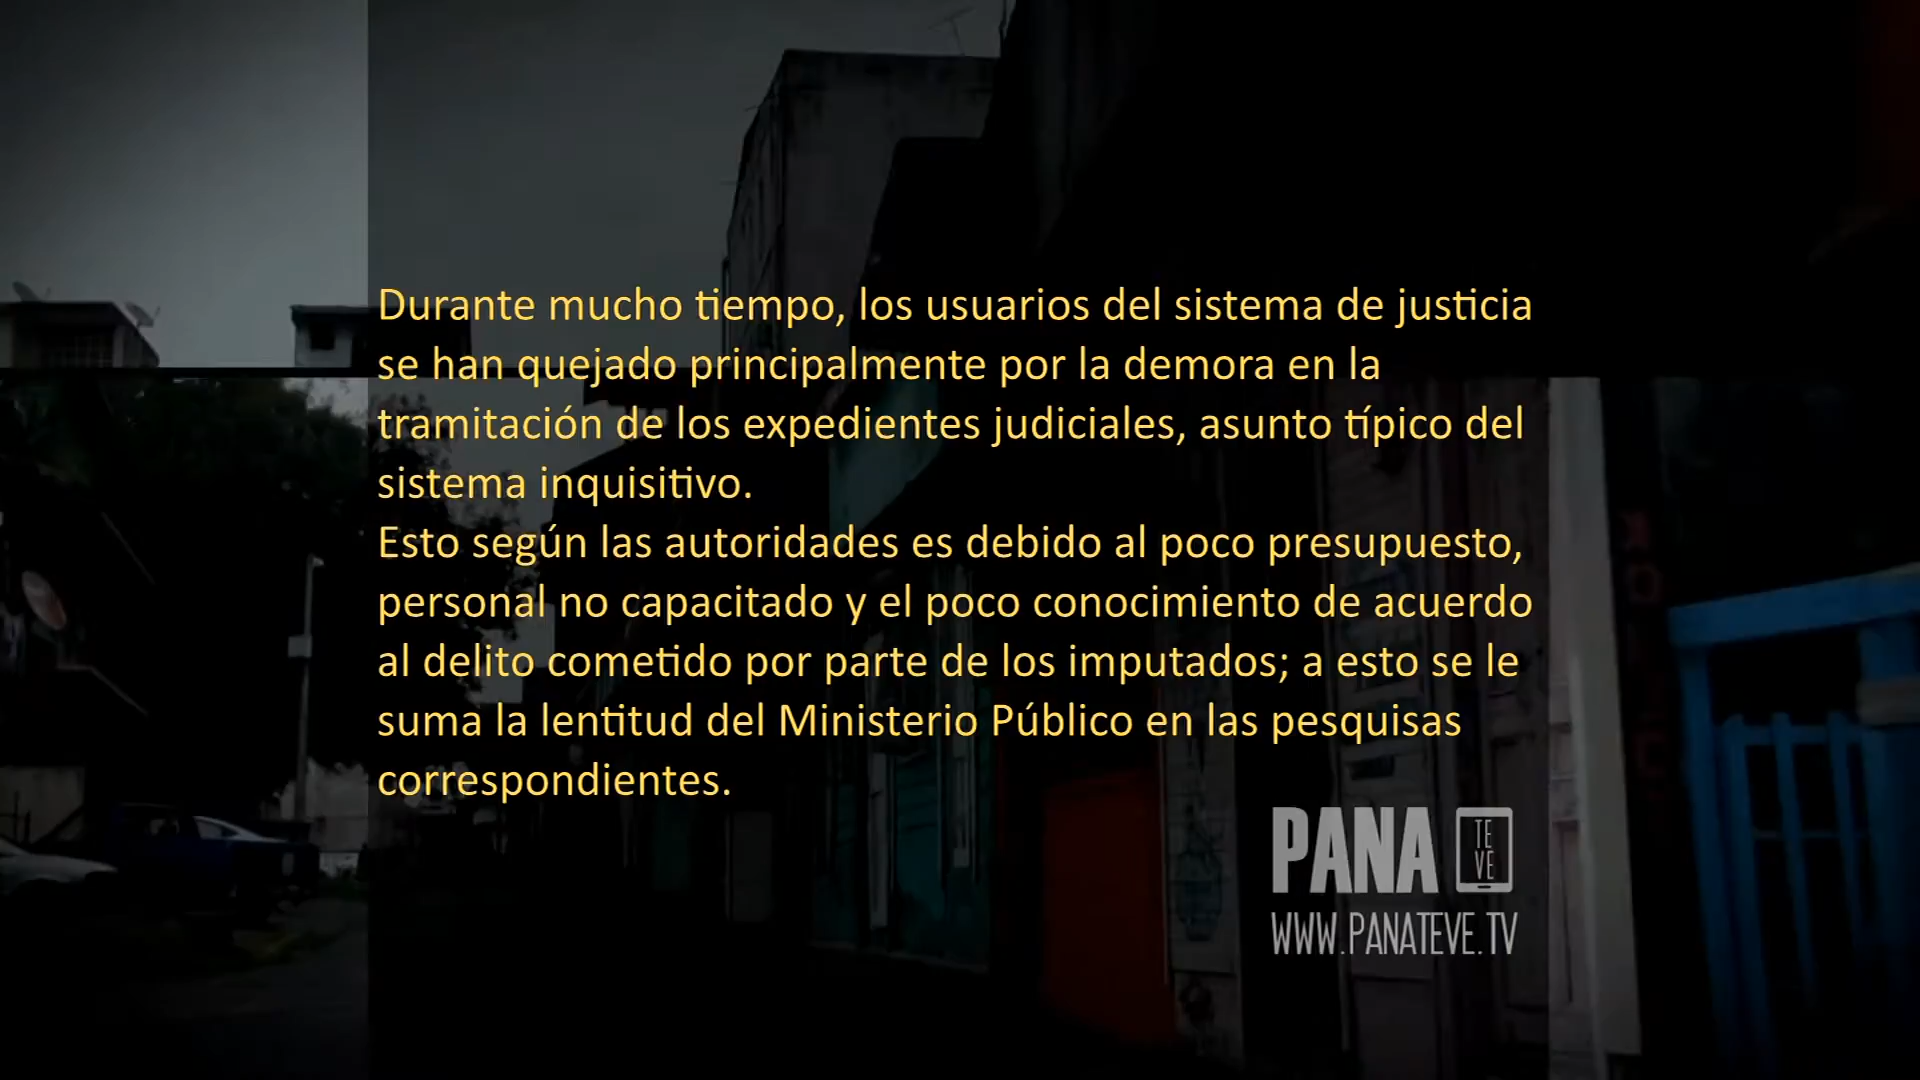 Durante mucho tiempo, los usuarios del sistema de justicia
se han quejado principalmente por la demora en la
tramitación de los expedientes judiciales, asunto típico del
sistema inquisitivo.
Esto según las autoridades es debido al poco presupuesto,
personal no capacitado y el poco conocimiento de acuerdo
al delito cometido por parte de los imputados; a esto se le
suma la lentitud del Ministerio Público en las pesquisas
correspondientes.
PANA TE VE
WWW.PANATEVE.TV